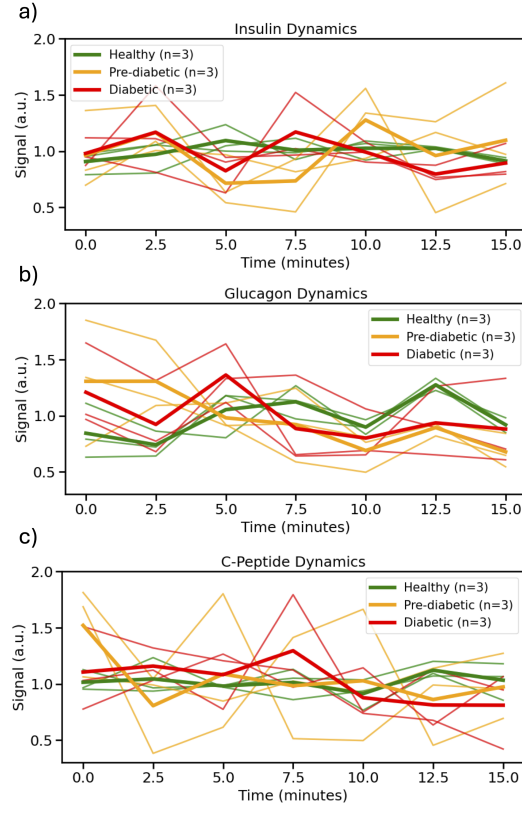 a)
Insulin Dynamics
Signal (a.u.)
2.0
1.5
1.0
0.5
Healthy (n=3)
Pre-diabetic (n=3)
Diabetic (n=3)
0.0 2.5 5.0 7.5 10.0 12.5 15.0
Time (minutes)
b)
Glucagon Dynamics
Signal (a.u.)
2.0
1.5
1.0
0.5
Healthy (n=3)
Pre-diabetic (n=3)
Diabetic (n=3)
0.0 2.5 5.0 7.5 10.0 12.5 15.0
Time (minutes)
c)
C-Peptide Dynamics
Signal (a.u.)
2.0
1.5
1.0
0.5
Healthy (n=3)
Pre-diabetic (n=3)
Diabetic (n=3)
0.0 2.5 5.0 7.5 10.0 12.5 15.0
Time (minutes)